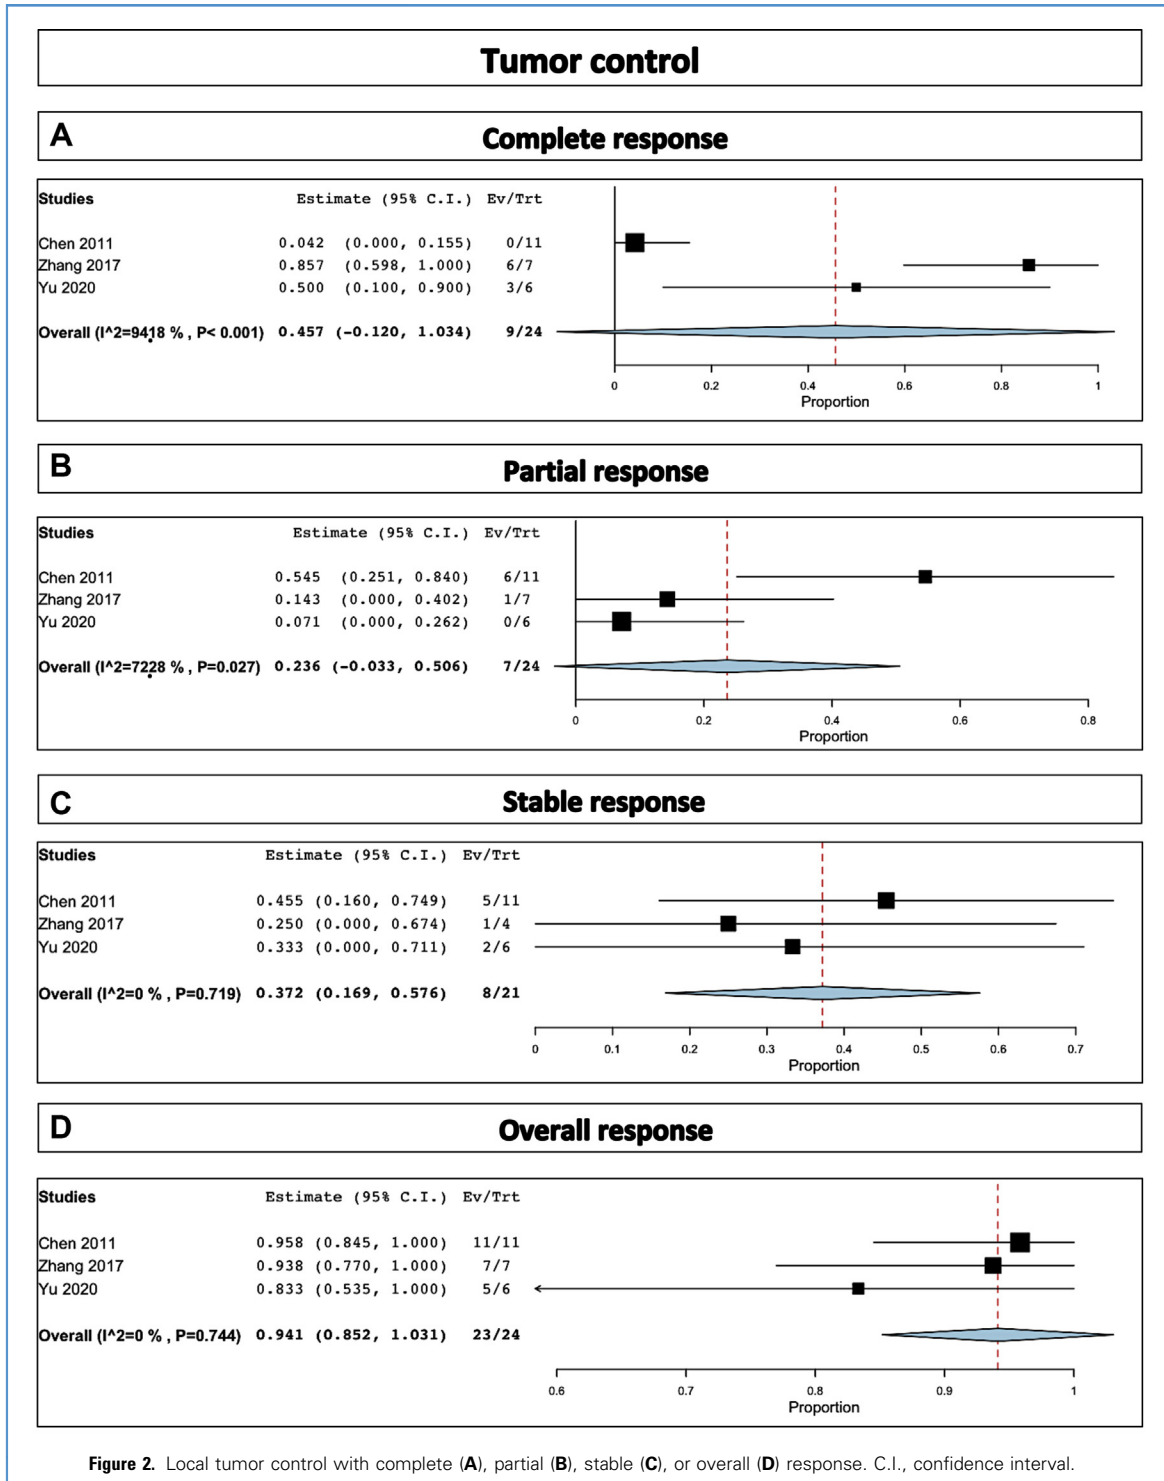 Tumor control
A
Complete response
Studies Estimate (95% C.I.) Ev/Trt
Chen 2011 0.042 (0.000, 0.155) 0/11
Zhang 2017 0.857 (0.598, 1.000) 6/7
Yu 2020 0.500 (0.100, 0.900) 3/6
Overall (I^2=9418 % , P< 0.001) 0.457 (-0.120, 1.034) 9/24
0 0.2 0.4 0.6 0.8 1
Proportion
B
Partial response
Studies Estimate (95% C.I.) Ev/Trt
Chen 2011 0.545 (0.251, 0.840) 6/11
Zhang 2017 0.143 (0.000, 0.402) 1/7
Yu 2020 0.071 (0.000, 0.262) 0/6
Overall (I^2=7228 % , P=0.027) 0.236 (-0.033, 0.506) 7/24
0 0.2 0.4 0.6 0.8
Proportion
C
Stable response
Studies Estimate (95% C.I.) Ev/Trt
Chen 2011 0.455 (0.160, 0.749) 5/11
Zhang 2017 0.250 (0.000, 0.674) 1/4
Yu 2020 0.333 (0.000, 0.711) 2/6
Overall (I^2=0 % , P=0.719) 0.372 (0.169, 0.576) 8/21
0 0.1 0.2 0.3 0.4 0.5 0.6 0.7
Proportion
D
Overall response
Studies Estimate (95% C.I.) Ev/Trt
Chen 2011 0.958 (0.845, 1.000) 11/11
Zhang 2017 0.938 (0.770, 1.000) 7/7
Yu 2020 0.833 (0.535, 1.000) 5/6
Overall (I^2=0 % , P=0.744) 0.941 (0.852, 1.031) 23/24
0.6 0.7 0.8 0.9 1
Proportion
Figure 2. Local tumor control with complete (A), partial (B), stable (C), or overall (D) response. C.I., confidence interval.